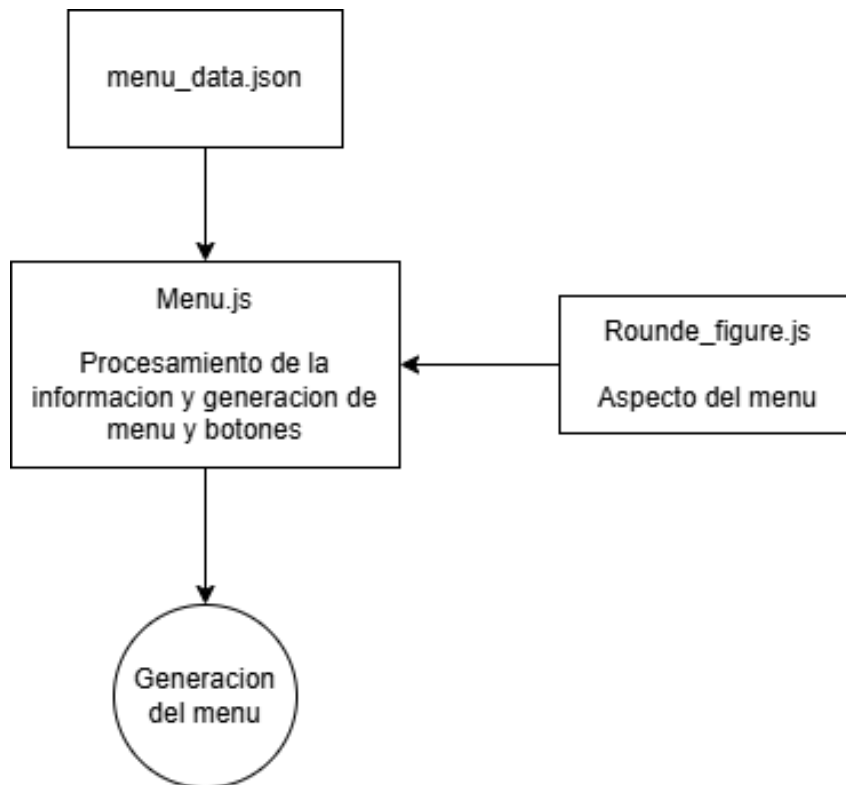 menu_data.json
Menu.js
Procesamiento de la
informacion y generacion de
menu y botones
Rounde_figure.js
Aspecto del menu
Generacion
del menu